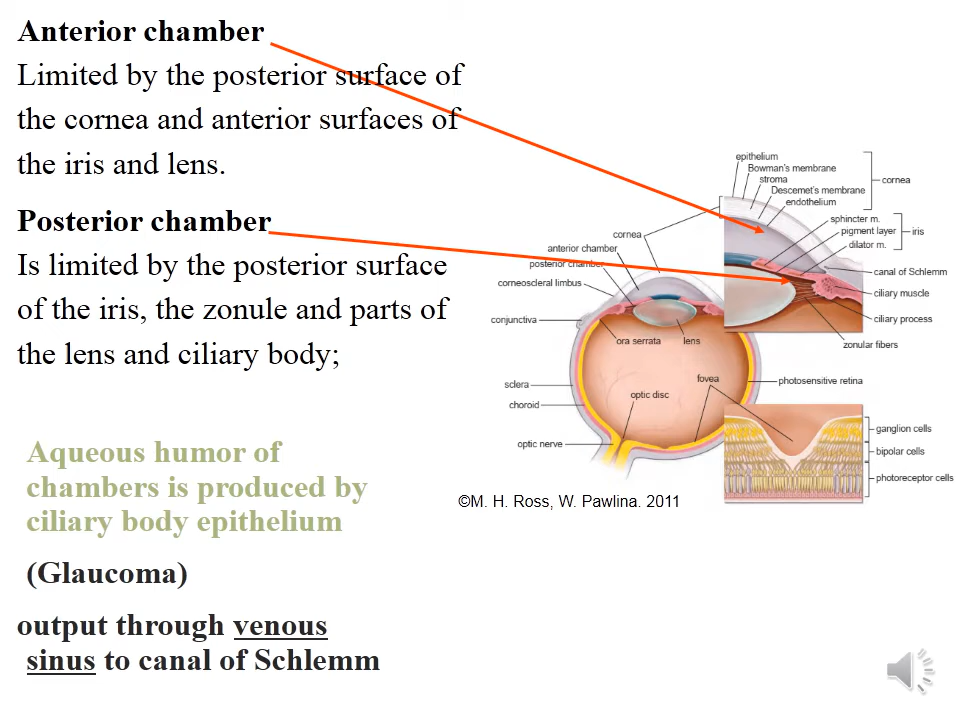 Anterior chamber
Limited by the posterior surface of
the cornea and anterior surfaces of
the iris and lens.
Posterior chamber
Is limited by the posterior surface
of the iris, the zonule and parts of
the lens and ciliary body;
Aqueous humor of
chambers is produced by
ciliary body epithelium
(Glaucoma)
output through venous
sinus to canal of Schlemm
epithelium
Bowman's membrane
stroma
Descemet's membrane
endothelium
cornea
sphincter m.
pigment layer
dilator m.
iris
canal of Schlemm
ciliary muscle
ciliary process
zonular fibers
cornea
anterior chamber
posterior chamber
corneoscleral limbus
conjunctiva
ora serrata
lens
sclera
choroid
optic nerve
optic disc
fovea
photosensitive retina
ganglion cells
bipolar cells
photoreceptor cells
©M. H. Ross, W. Pawlina. 2011